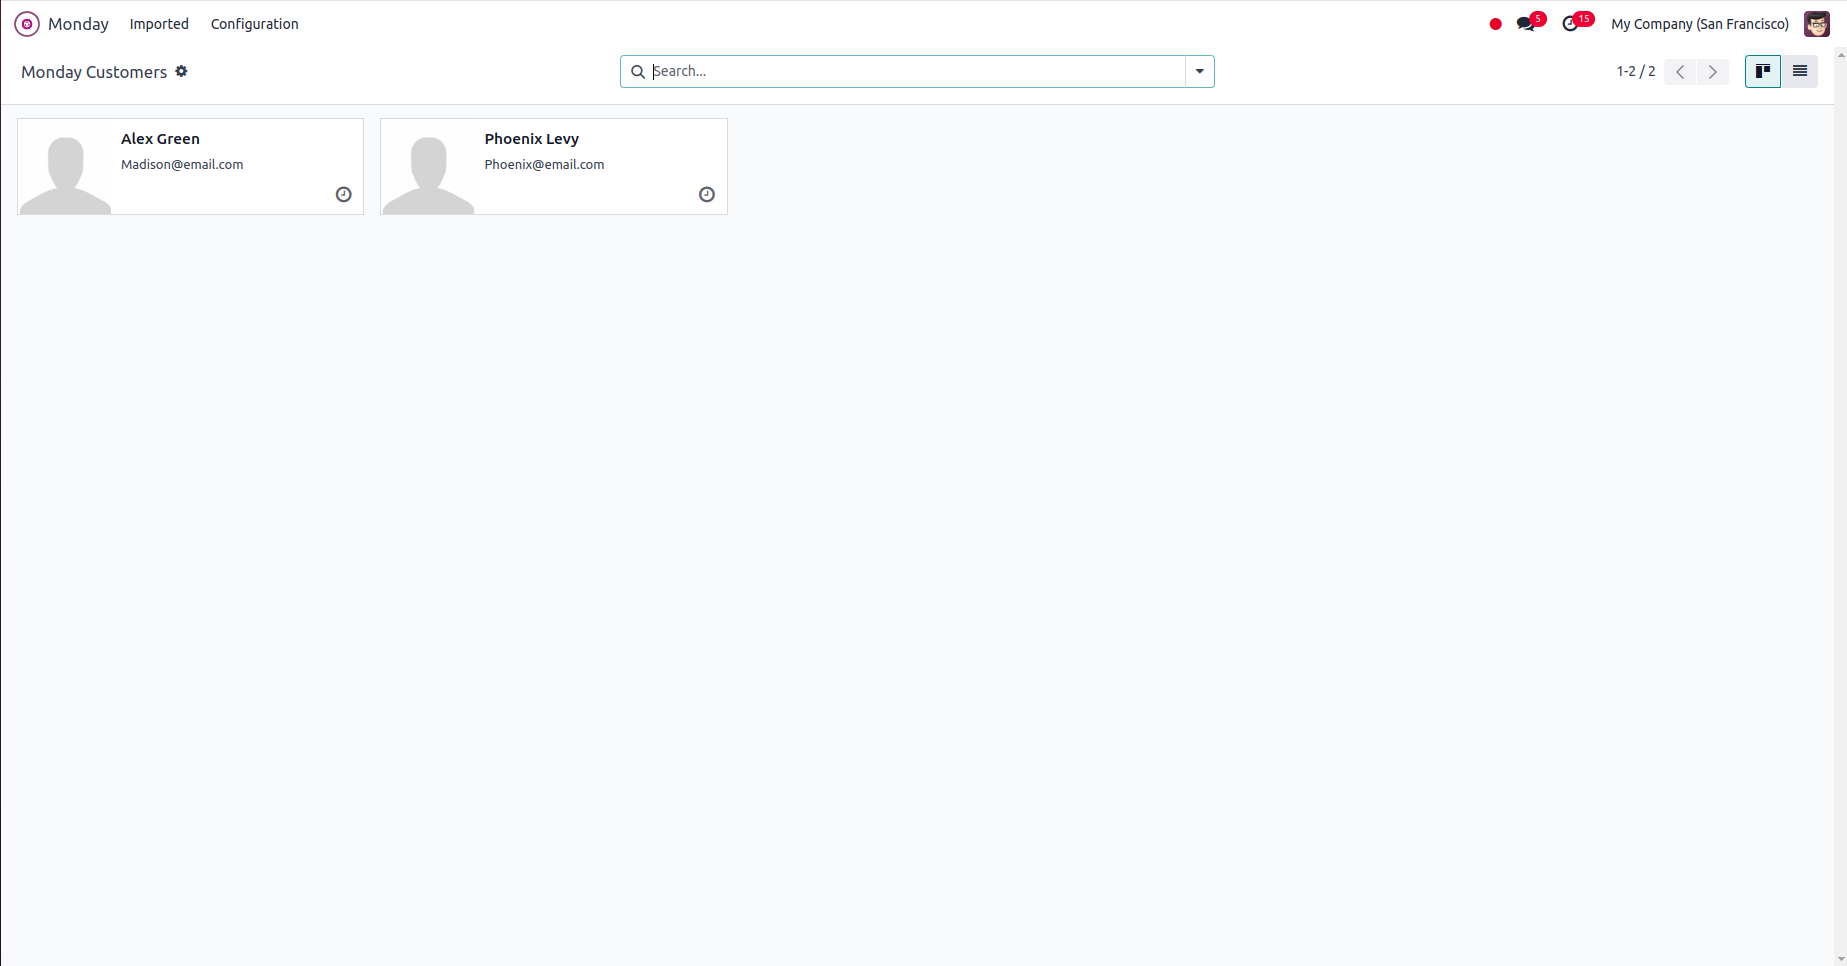 Monday Imported Configuration 5 15 My Company (San Francisco)
Monday Customers Search... 1-2 / 2
Alex Green
Madison@email.com
Phoenix Levy
Phoenix@email.com